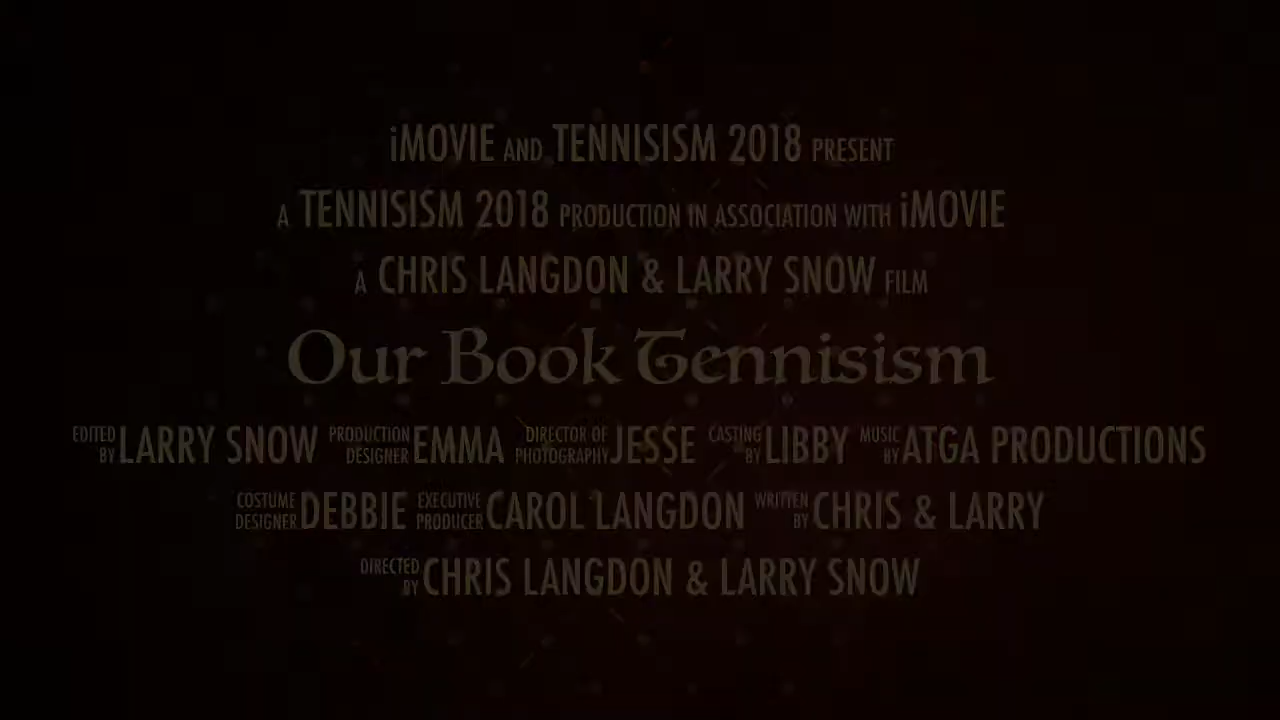 iMOVIE AND TENNISISM 2018 PRESENT
A TENNISISM 2018 PRODUCTION IN ASSOCIATION WITH iMOVIE
A CHRIS LANGDON & LARRY SNOW FILM
Our Book Tennisism
EDITED BY LARRY SNOW PRODUCTION DESIGNER EMMA DIRECTOR OF PHOTOGRAPHY JESSE CASTING BY LIBBY MUSIC BY ATGA PRODUCTIONS
COSTUME DESIGNER DEBBIE EXECUTIVE PRODUCER CAROL LANGDON WRITTEN BY CHRIS & LARRY
DIRECTED BY CHRIS LANGDON & LARRY SNOW